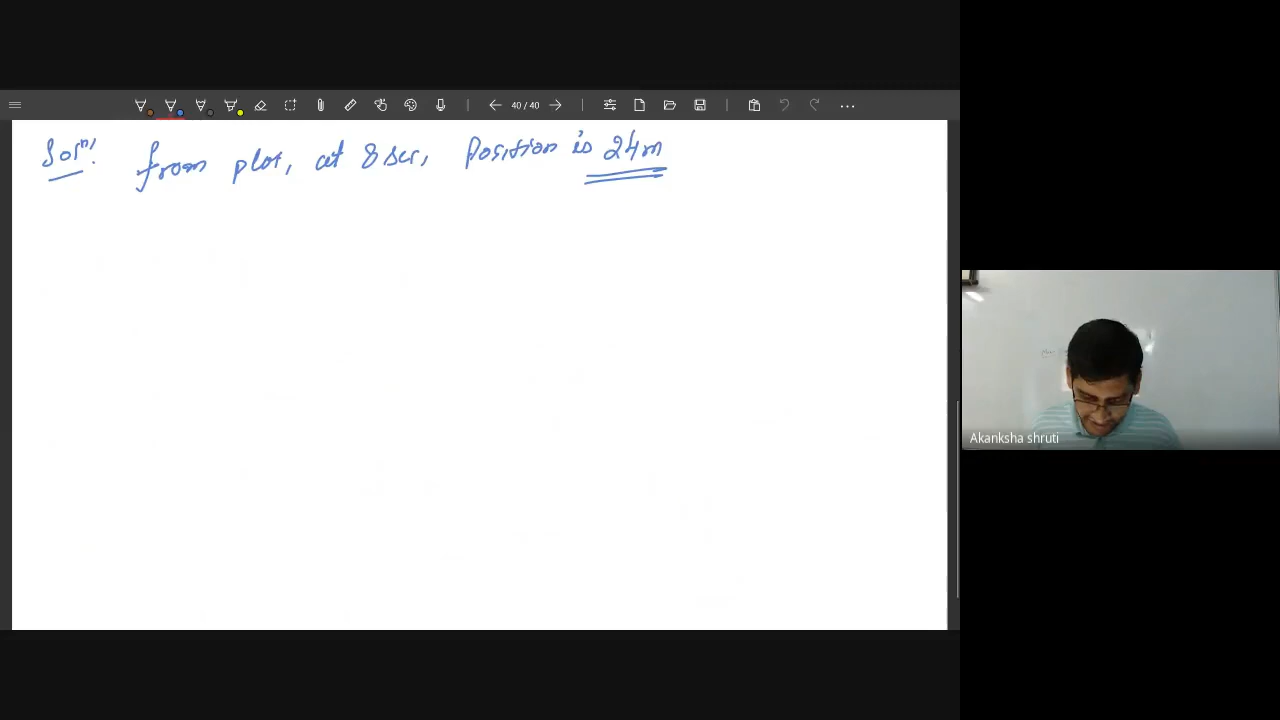 40 / 40
Solⁿ: from plot, at 8 sec, Position is 24m
Akanksha shruti